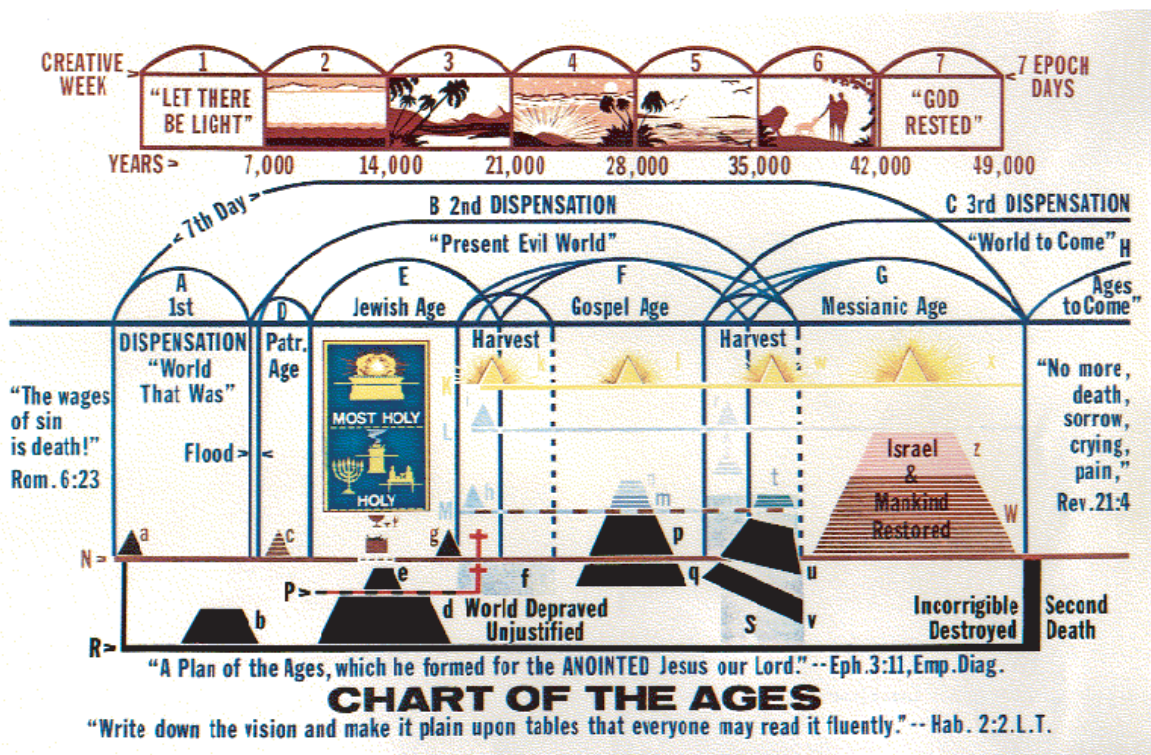 CREATIVE WEEK
1 2 3 4 5 6 7
7 EPOCH DAYS
"LET THERE BE LIGHT"
"GOD RESTED"
YEARS > 7,000 14,000 21,000 28,000 35,000 42,000 49,000
< 7th Day >
B 2nd DISPENSATION
C 3rd DISPENSATION
"Present Evil World"
"World to Come" H
A 1st
D
E
F
G
Jewish Age
Gospel Age
Messianic Age
Ages to Come"
DISPENSATION
"World That Was"
Patr. Age
Harvest
Harvest
"The wages of sin is death!"
Rom. 6:23
Flood> <
MOST HOLY
HOLY
K
k
l
w
x
L
i
r
M
h
n
m
t
Israel & Mankind Restored
z
W
"No more, death, sorrow, crying, pain,"
Rev. 21:4
N >
a
c
g
p
P>
e
f
q
u
b
d
World Depraved Unjustified
S
v
Incorrigible Destroyed
Second Death
R>
"A Plan of the Ages, which he formed for the ANOINTED Jesus our Lord." -- Eph.3:11, Emp.Diag.
CHART OF THE AGES
"Write down the vision and make it plain upon tables that everyone may read it fluently." -- Hab. 2:2.L.T.